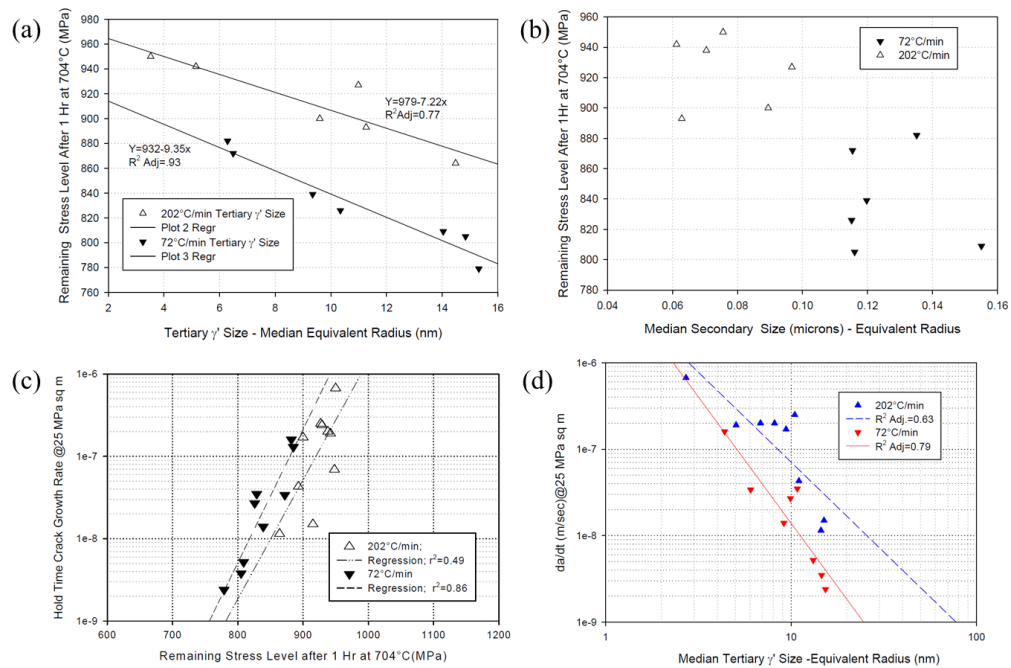 (a)
Remaining Stress Level After 1 Hr at 704°C (MPa)
980
960
940
920
900
880
860
840
820
800
780
760
Y=979-7.22x
R²Adj=0.77
Y=932-9.35x
R² Adj=.93
202°C/min Tertiary γ' Size
Plot 2 Regr
72°C/min Tertiary γ' Size
Plot 3 Regr
2 4 6 8 10 12 14 16
Tertiary γ' Size - Median Equivalent Radius (nm)
(b)
Remaining Stress Level After 1Hr at 704°C (MPa)
960
940
920
900
880
860
840
820
800
780
72°C/min
202°C/min
0.04 0.06 0.08 0.10 0.12 0.14 0.16
Median Secondary Size (microns) - Equivalent Radius
(c)
Hold Time Crack Growth Rate @25 MPa sq m
1e-6
1e-7
1e-8
1e-9
202°C/min;
Regression; r²=0.49
72°C/min
Regression; r²=0.86
600 700 800 900 1000 1100 1200
Remaining Stress Level after 1 Hr at 704°C(MPa)
(d)
da/dt (m/sec)@25 MPa sq m
1e-6
1e-7
1e-8
1e-9
202°C/min
R² Adj.=0.63
72°C/min
R² Adj=0.79
1 10 100
Median Tertiary γ' Size -Equivalent Radius (nm)